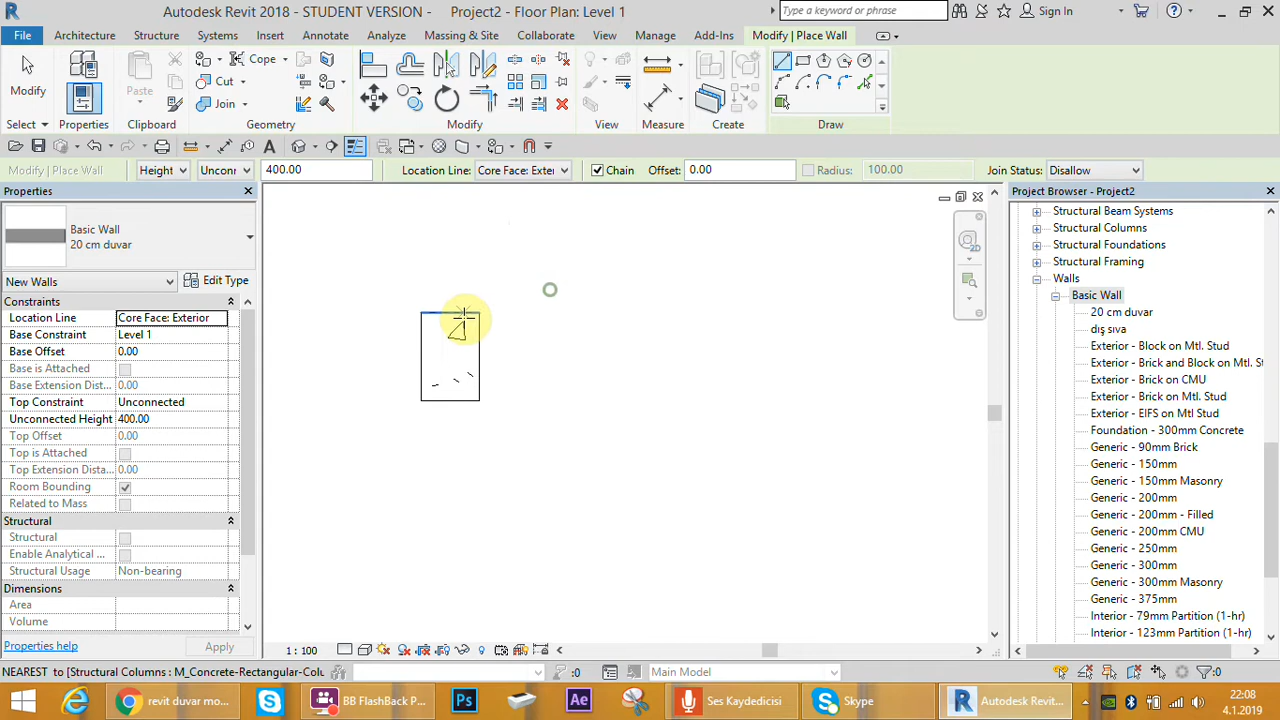 Autodesk Revit 2018 - STUDENT VERSION - Project2 - Floor Plan: Level 1
Type a keyword or phrase
Sign In
File Architecture Structure Systems Insert Annotate Analyze Massing & Site Collaborate View Manage Add-Ins Modify | Place Wall
Modify Paste Cope Cut Join
Select Properties Clipboard Geometry Modify View Measure Create Draw
Modify | Place Wall Height Unconr 400.00 Location Line: Core Face: Exter Chain Offset: 0.00 Radius: 100.00 Join Status: Disallow
Properties
Basic Wall
20 cm duvar
New Walls Edit Type
Constraints
Location Line Core Face: Exterior
Base Constraint Level 1
Base Offset 0.00
Base is Attached
Base Extension Dist... 0.00
Top Constraint Unconnected
Unconnected Height 400.00
Top Offset 0.00
Top is Attached
Top Extension Dista... 0.00
Room Bounding
Related to Mass
Structural
Structural
Enable Analytical ...
Structural Usage Non-bearing
Dimensions
Area
Volume
Properties help Apply
2D
Project Browser - Project2
Structural Beam Systems
Structural Columns
Structural Foundations
Structural Framing
Walls
Basic Wall
20 cm duvar
dış sıva
Exterior - Block on Mtl. Stud
Exterior - Brick and Block on Mtl. St
Exterior - Brick on CMU
Exterior - Brick on Mtl. Stud
Exterior - EIFS on Mtl Stud
Foundation - 300mm Concrete
Generic - 90mm Brick
Generic - 150mm
Generic - 150mm Masonry
Generic - 200mm
Generic - 200mm - Filled
Generic - 200mm CMU
Generic - 250mm
Generic - 300mm
Generic - 300mm Masonry
Generic - 375mm
Interior - 79mm Partition (1-hr)
Interior - 123mm Partition (1-hr)
1 : 100
NEAREST to [Structural Columns : M_Concrete-Rectangular-Colu :0 Main Model :0
revit duvar mo... BB FlashBack P... Ps Ae Ses Kaydedicisi Skype Autodesk Revit...
22:08
4.1.2019